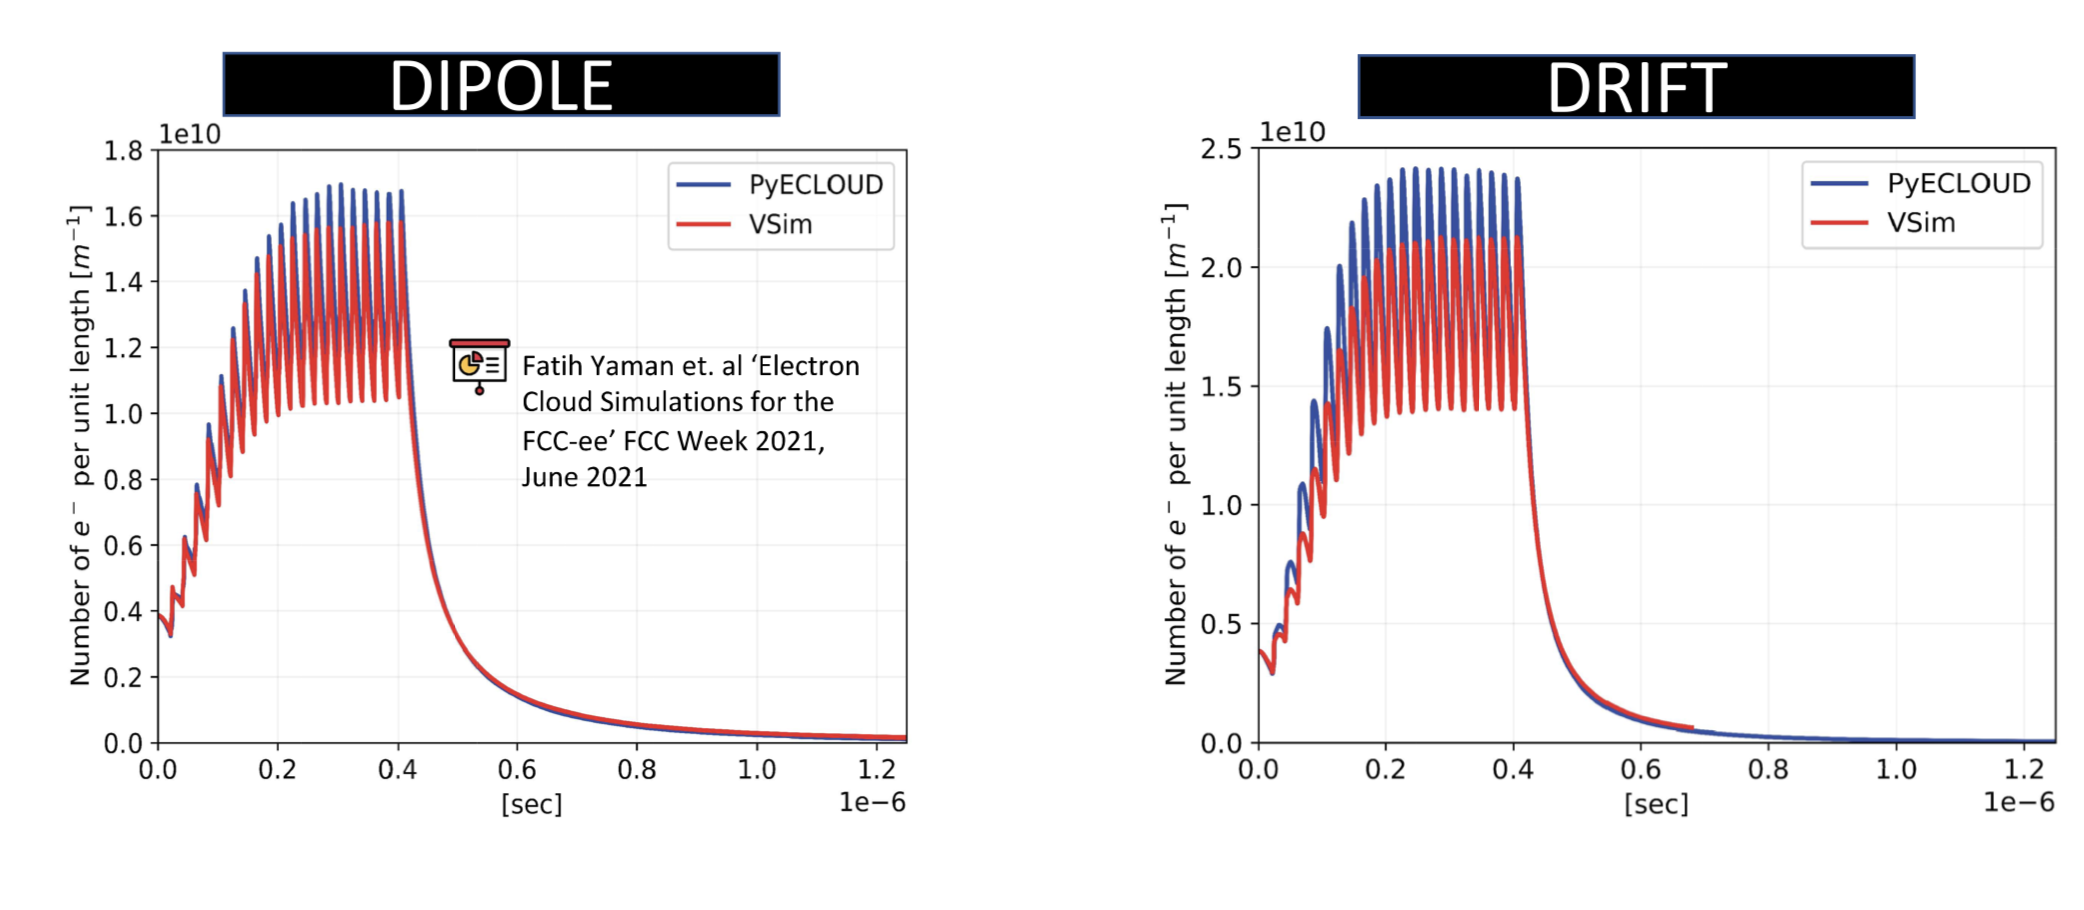 DIPOLE
1e10
1.8
1.6
1.4
1.2
1.0
0.8
0.6
0.4
0.2
0.0
Number of e⁻ per unit length [m⁻¹]
PyECLOUD
VSim
Fatih Yaman et. al ‘Electron
Cloud Simulations for the
FCC-ee’ FCC Week 2021,
June 2021
0.0 0.2 0.4 0.6 0.8 1.0 1.2
[sec]
1e−6
DRIFT
1e10
2.5
2.0
1.5
1.0
0.5
0.0
Number of e⁻ per unit length [m⁻¹]
PyECLOUD
VSim
0.0 0.2 0.4 0.6 0.8 1.0 1.2
[sec]
1e−6